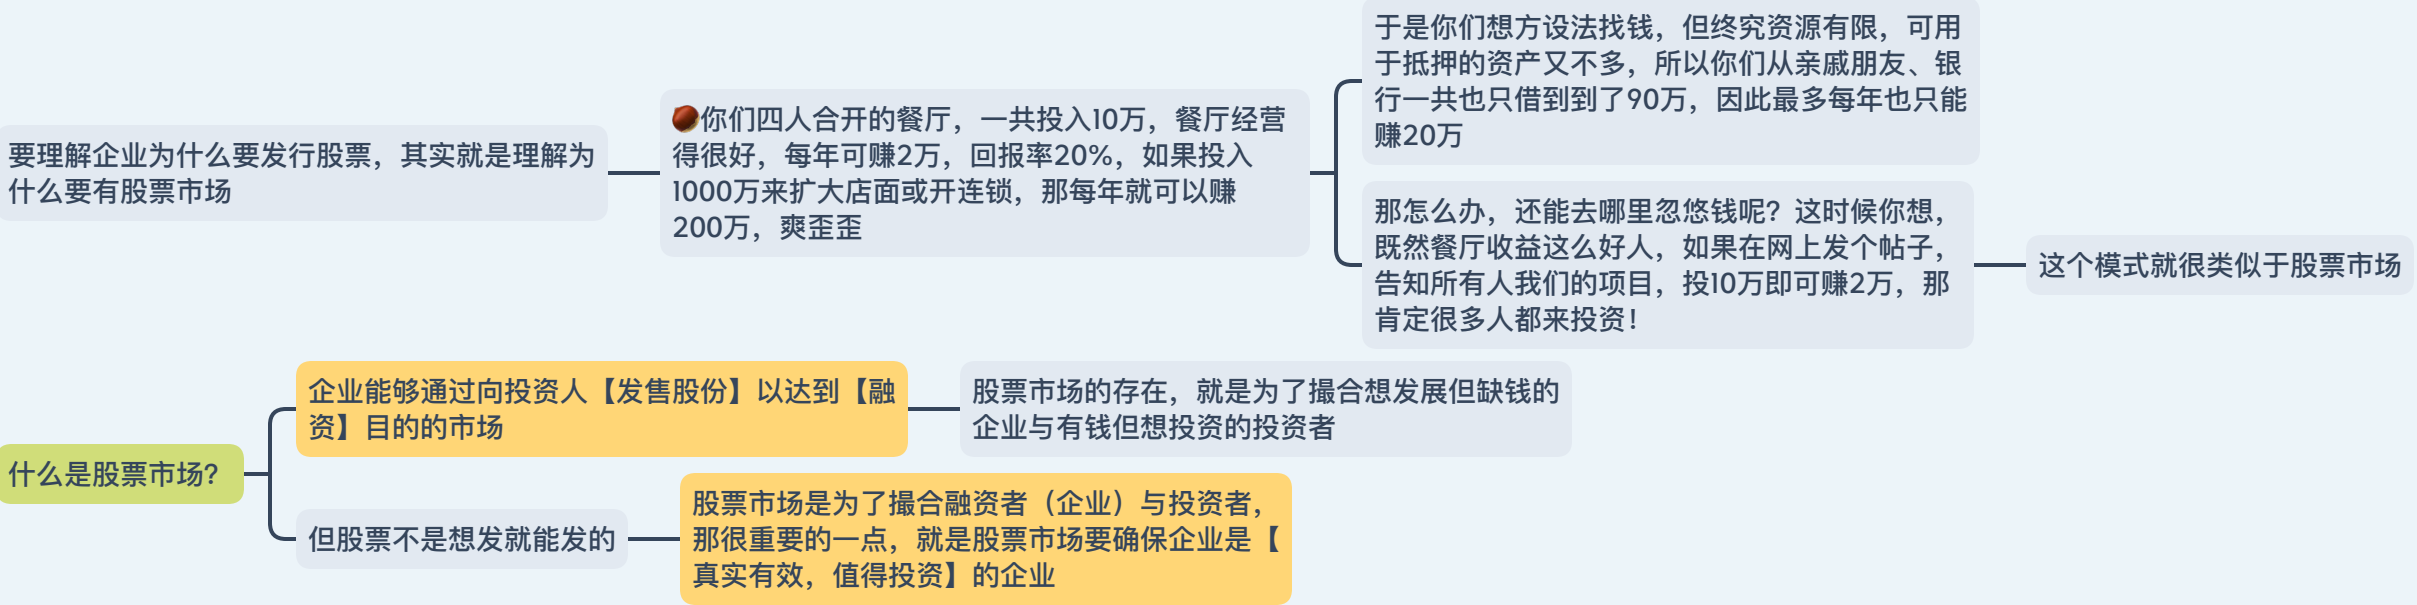 要理解企业为什么要发行股票，其实就是理解为
什么要有股票市场
🌰你们四人合开的餐厅，一共投入10万，餐厅经营
得很好，每年可赚2万，回报率20%，如果投入
1000万来扩大店面或开连锁，那每年就可以赚
200万，爽歪歪
于是你们想方设法找钱，但终究资源有限，可用
于抵押的资产又不多，所以你们从亲戚朋友、银
行一共也只借到到了90万，因此最多每年也只能
赚20万
那怎么办，还能去哪里忽悠钱呢？这时候你想，
既然餐厅收益这么好人，如果在网上发个帖子，
告知所有人我们的项目，投10万即可赚2万，那
肯定很多人都来投资！
这个模式就很类似于股票市场
什么是股票市场？
企业能够通过向投资人【发售股份】以达到【融
资】目的的市场
股票市场的存在，就是为了撮合想发展但缺钱的
企业与有钱但想投资的投资者
但股票不是想发就能发的
股票市场是为了撮合融资者（企业）与投资者，
那很重要的一点，就是股票市场要确保企业是【
真实有效，值得投资】的企业